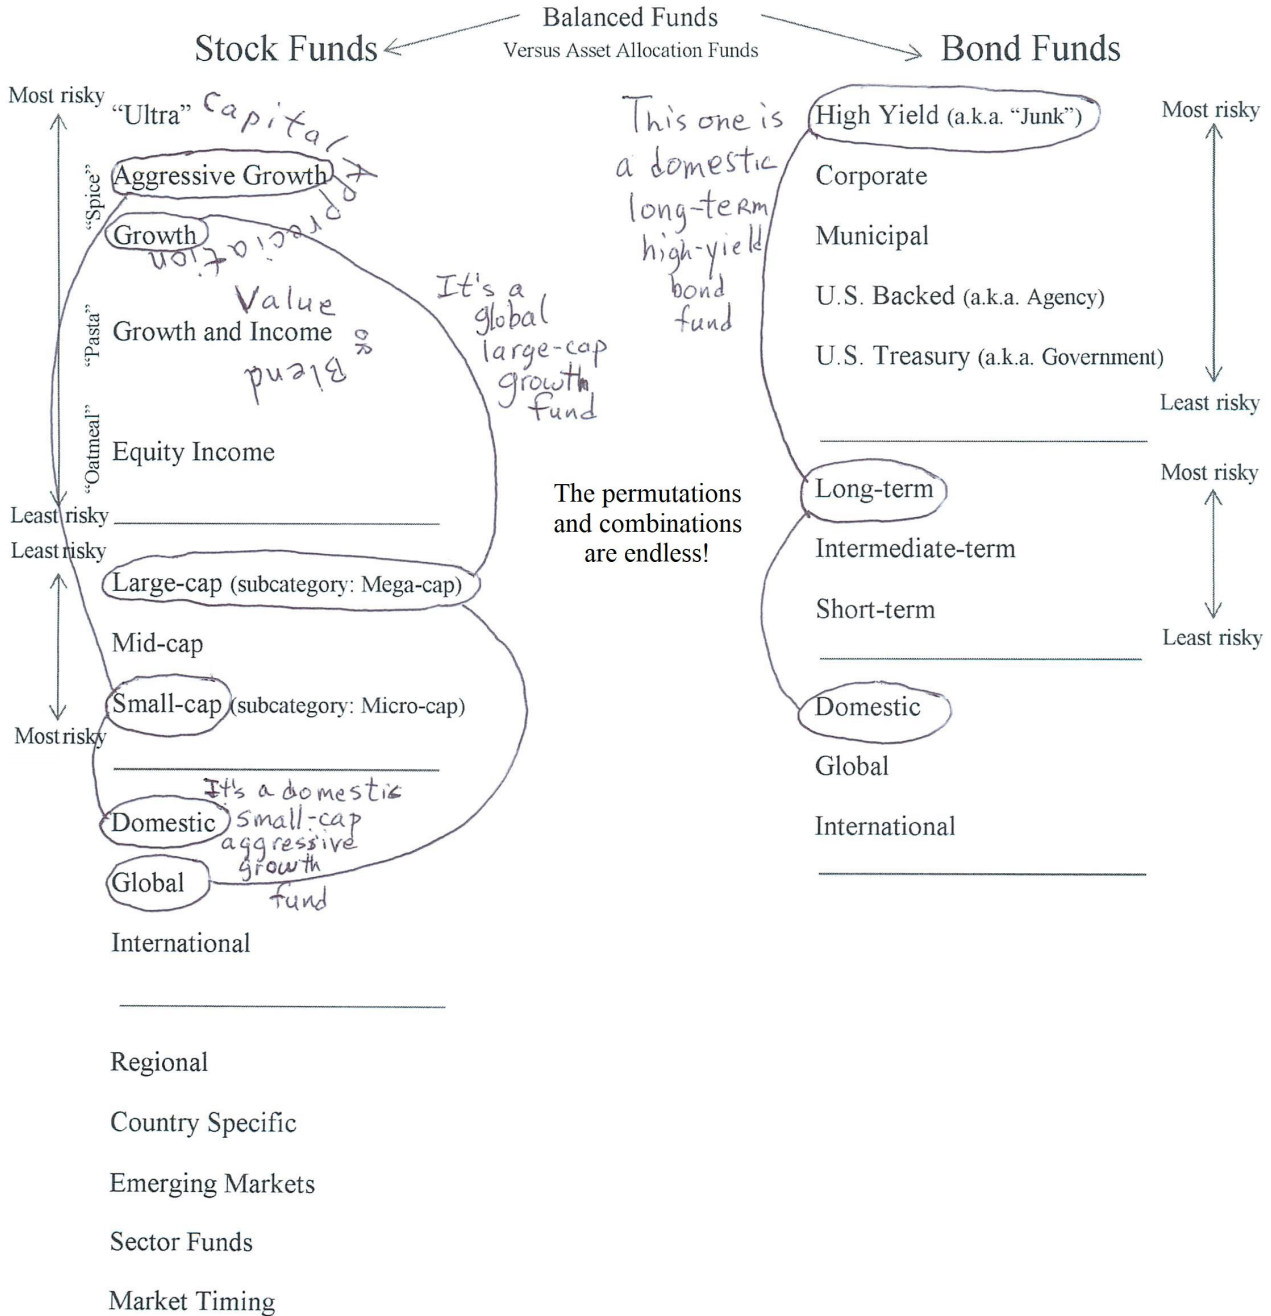 Balanced Funds
Versus Asset Allocation Funds
Stock Funds
Most risky
"Ultra"
Capital Appreciation
"Spice"
Aggressive Growth
Growth
Value or Blend
"Pasta"
Growth and Income
"Oatmeal"
Equity Income
Least risky
Least risky
Large-cap (subcategory: Mega-cap)
Mid-cap
Small-cap (subcategory: Micro-cap)
Most risky
Domestic
Global
International
Regional
Country Specific
Emerging Markets
Sector Funds
Market Timing
It's a
global
large-cap
growth
fund
It's a domestic
small-cap
aggressive
growth
fund
The permutations
and combinations
are endless!
Bond Funds
This one is
a domestic
long-term
high-yield
bond
fund
Most risky
High Yield (a.k.a. "Junk")
Corporate
Municipal
U.S. Backed (a.k.a. Agency)
U.S. Treasury (a.k.a. Government)
Least risky
Most risky
Long-term
Intermediate-term
Short-term
Least risky
Domestic
Global
International